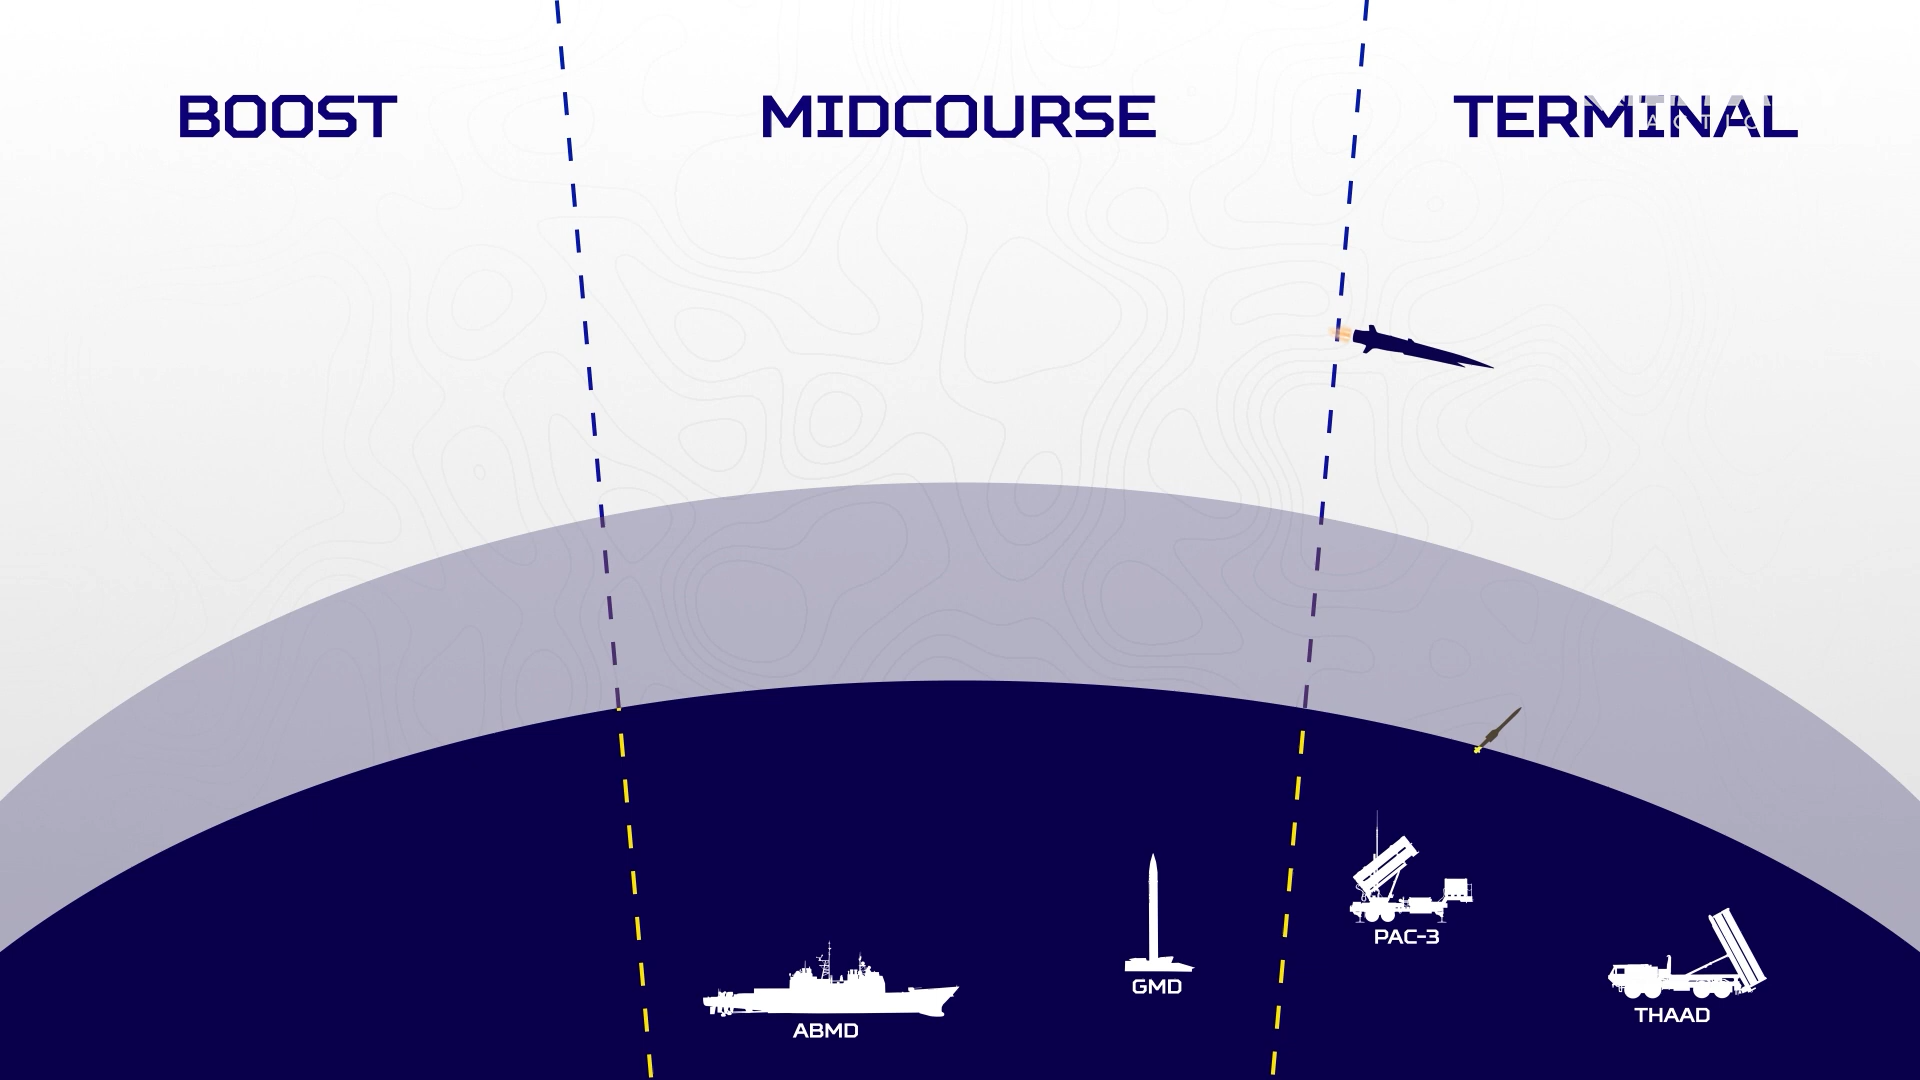 BOOST
MIDCOURSE
TERMINAL
PAC-3
GMD
THAAD
ABMD